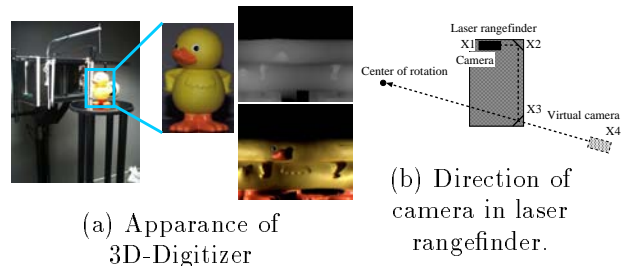 Laser rangefinder
X1
X2
Camera
Center of rotation
X3
Virtual camera
X4
(a) Apparance of
3D-Digitizer
(b) Direction of
camera in laser
rangefinder.